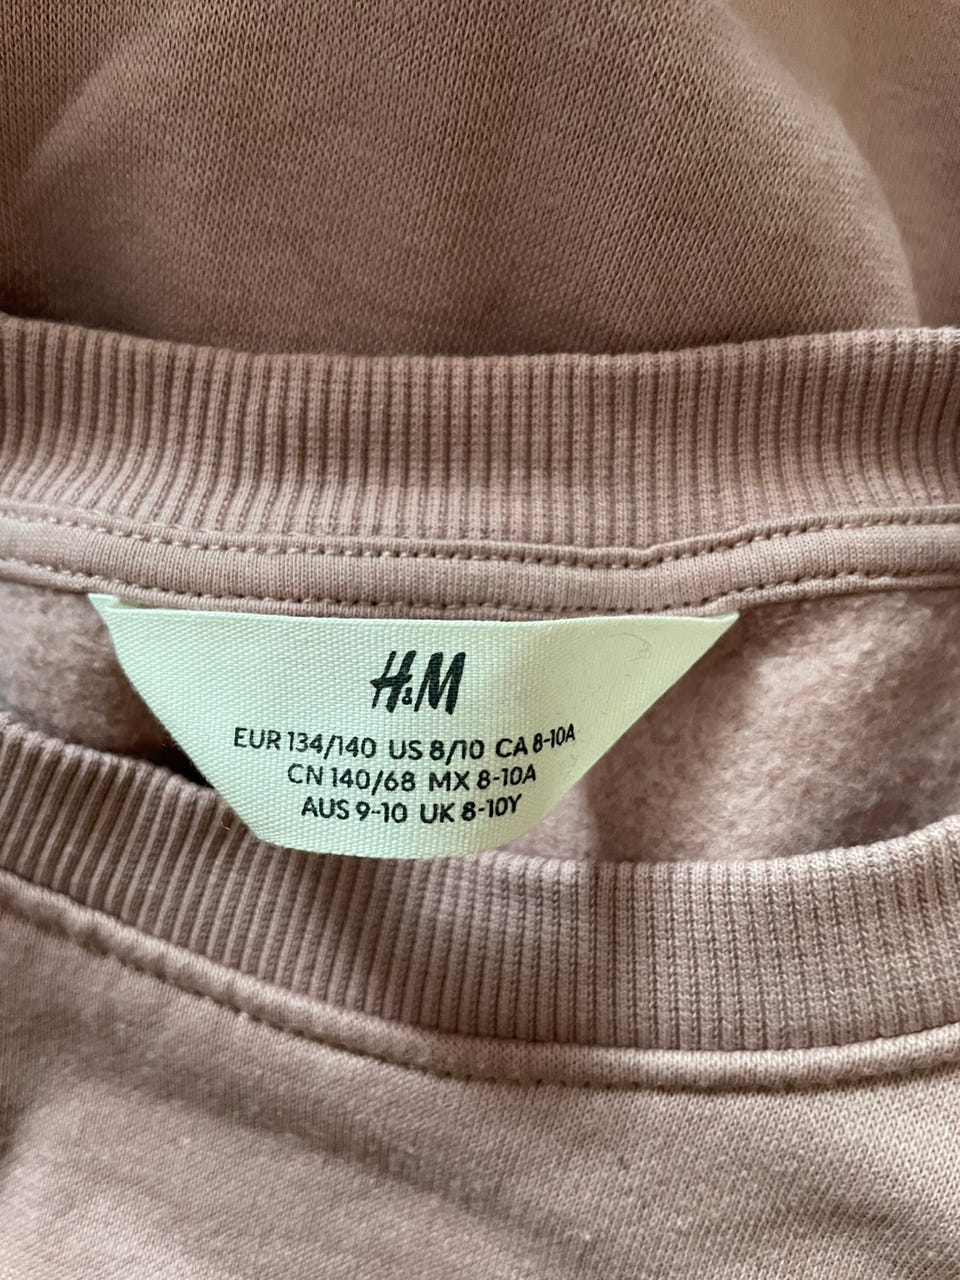 H&M
EUR 134/140 US 8/10 CA 8-10A
CN 140/68 MX 8-10A
AUS 9-10 UK 8-10Y